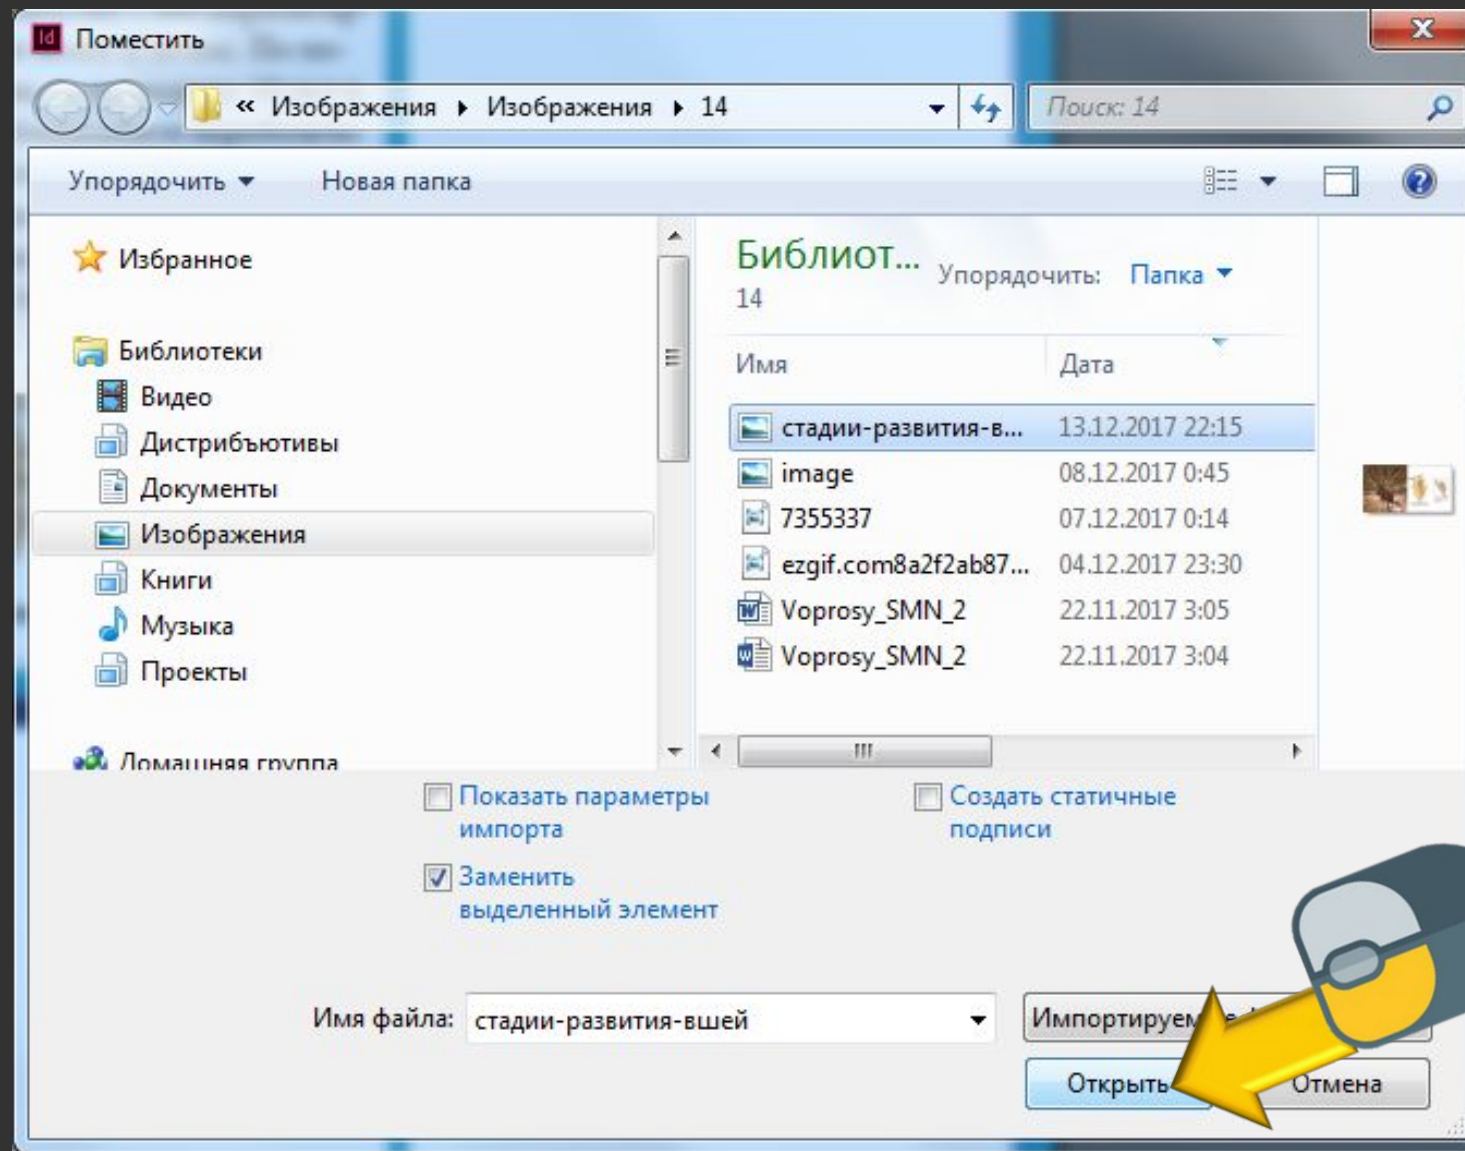 Id Поместить
« Изображения ▸ Изображения ▸ 14
Поиск: 14
Упорядочить
Новая папка
Избранное
Библиотеки
Видео
Дистрибъютивы
Документы
Изображения
Книги
Музыка
Проекты
Домашняя группа
Библиот...
14
Упорядочить: Папка
Имя Дата
стадии-развития-в... 13.12.2017 22:15
image 08.12.2017 0:45
7355337 07.12.2017 0:14
ezgif.com8a2f2ab87... 04.12.2017 23:30
Voprosy_SMN_2 22.11.2017 3:05
Voprosy_SMN_2 22.11.2017 3:04
Показать параметры
импорта
Создать статичные
подписи
Заменить
выделенный элемент
Имя файла: стадии-развития-вшей
Открыть
Отмена